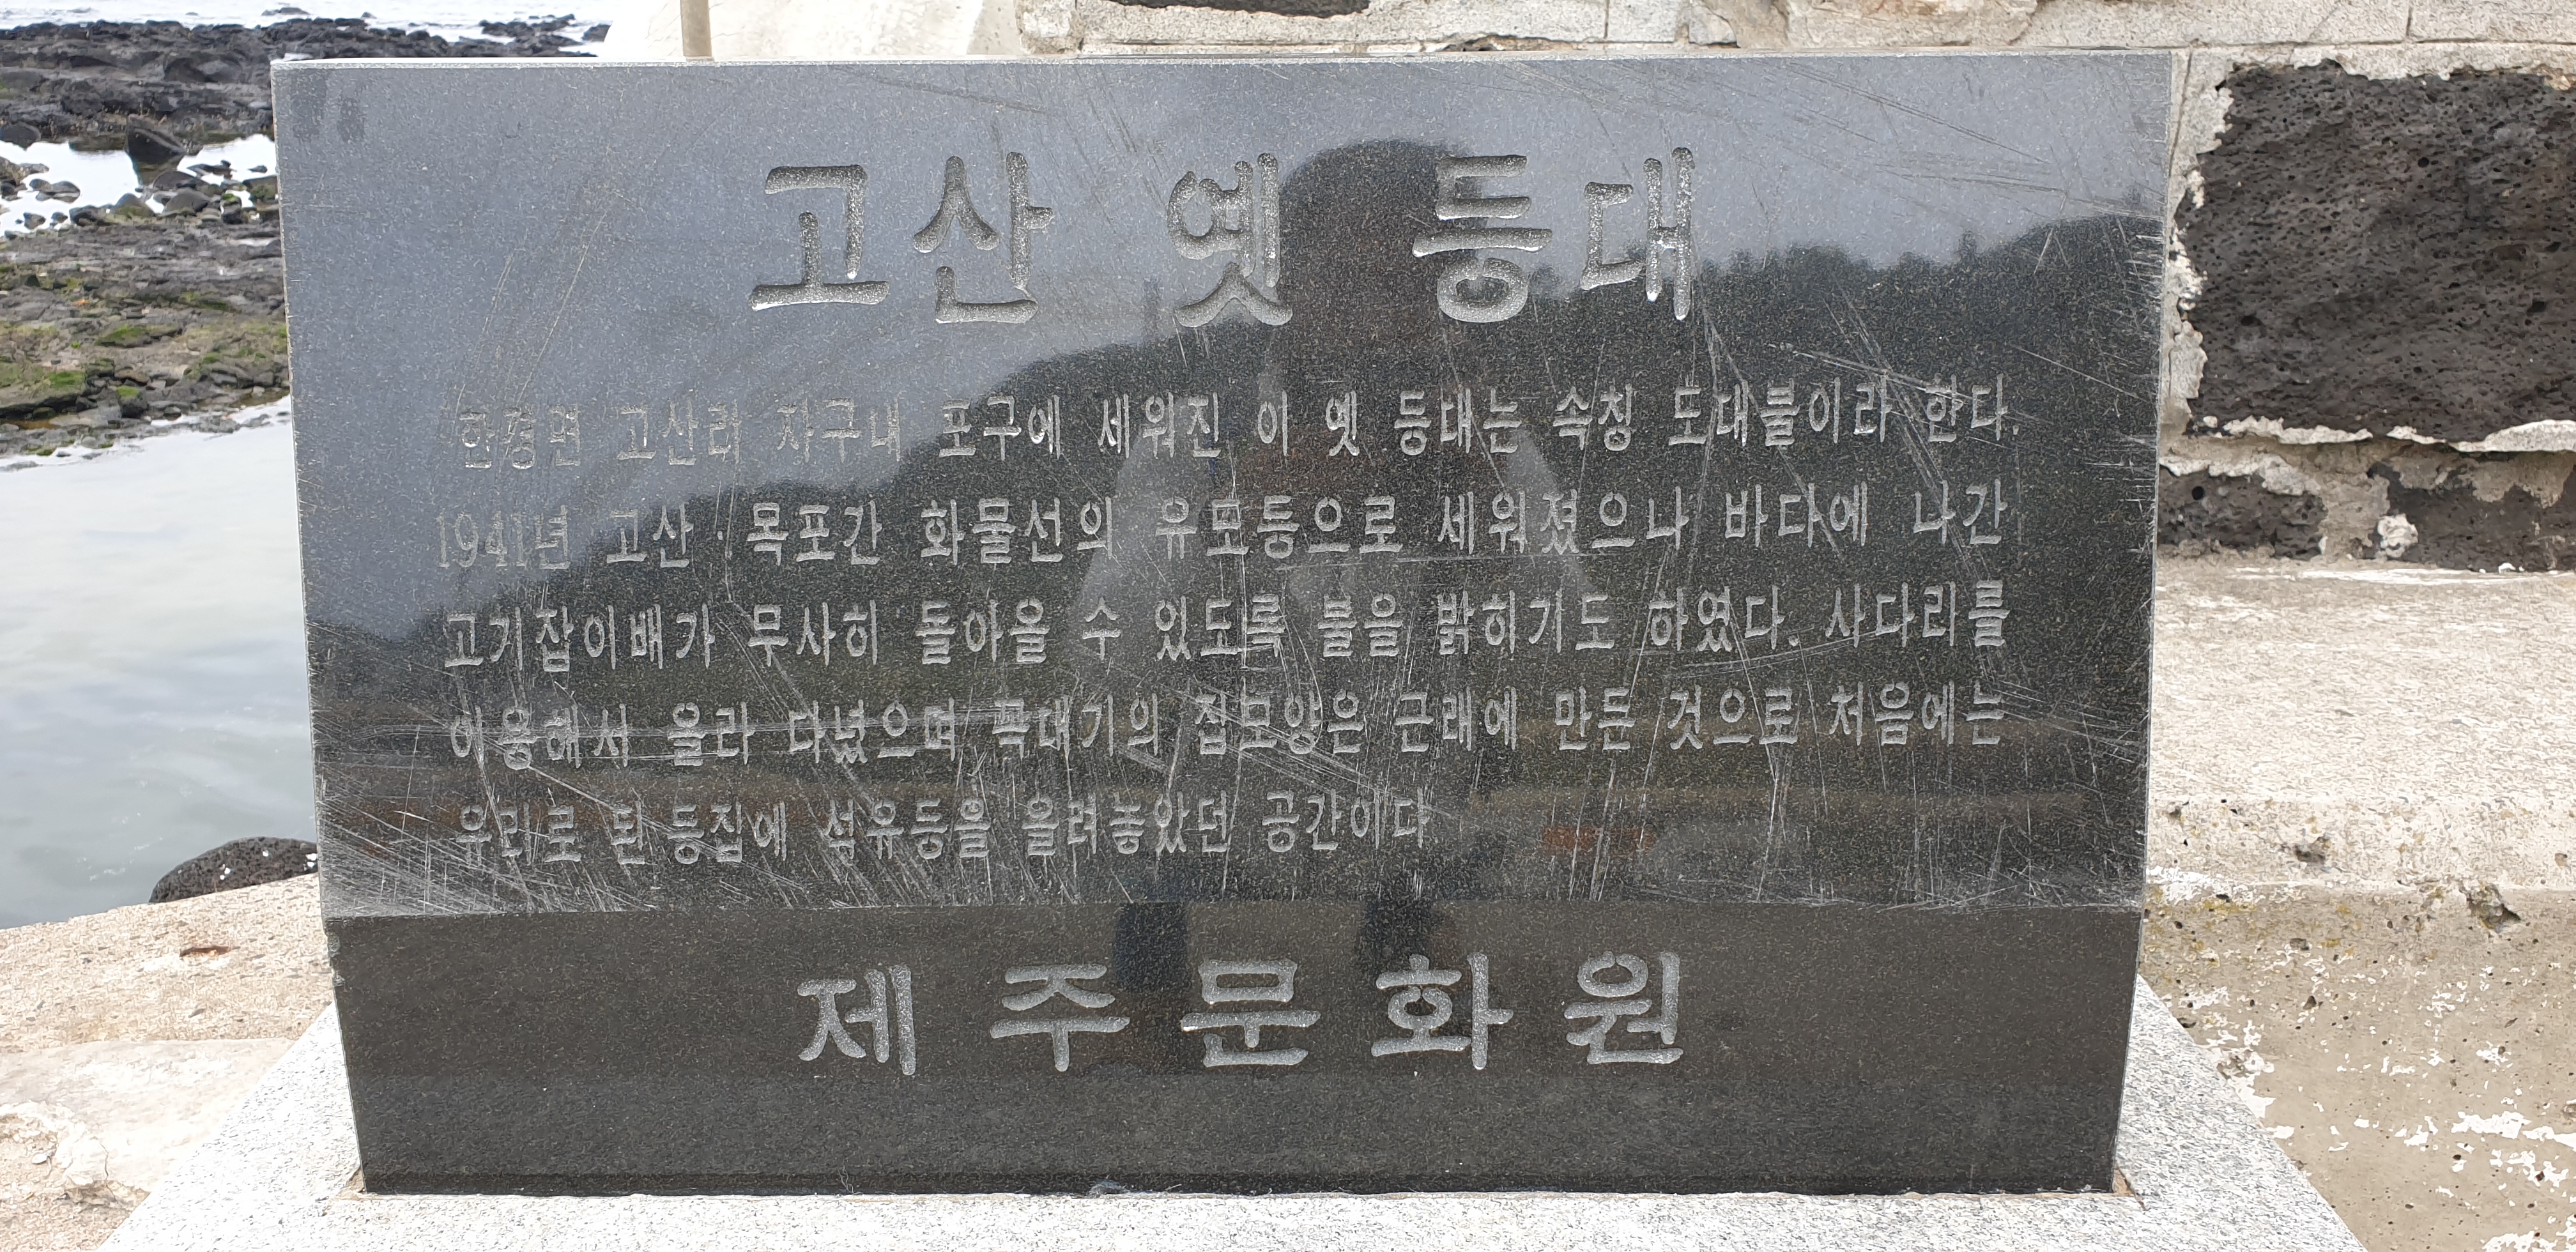 고산 옛 등대
한경면 고산리 자구내 포구에 세워진 이 옛 등대는 속칭 도대불이라 한다.
1941년 고산·목포간 화물선의 유모등으로 세워졌으나 바다에 나간
고기잡이배가 무사히 돌아올 수 있도록 불을 밝히기도 하였다. 사다리를
이용해서 올라 다녔으며 꼭대기의 집모양은 근래에 만든 것으로 처음에는
유리로 된 등집에 석유등을 올려놓았던 공간이다
제주문화원